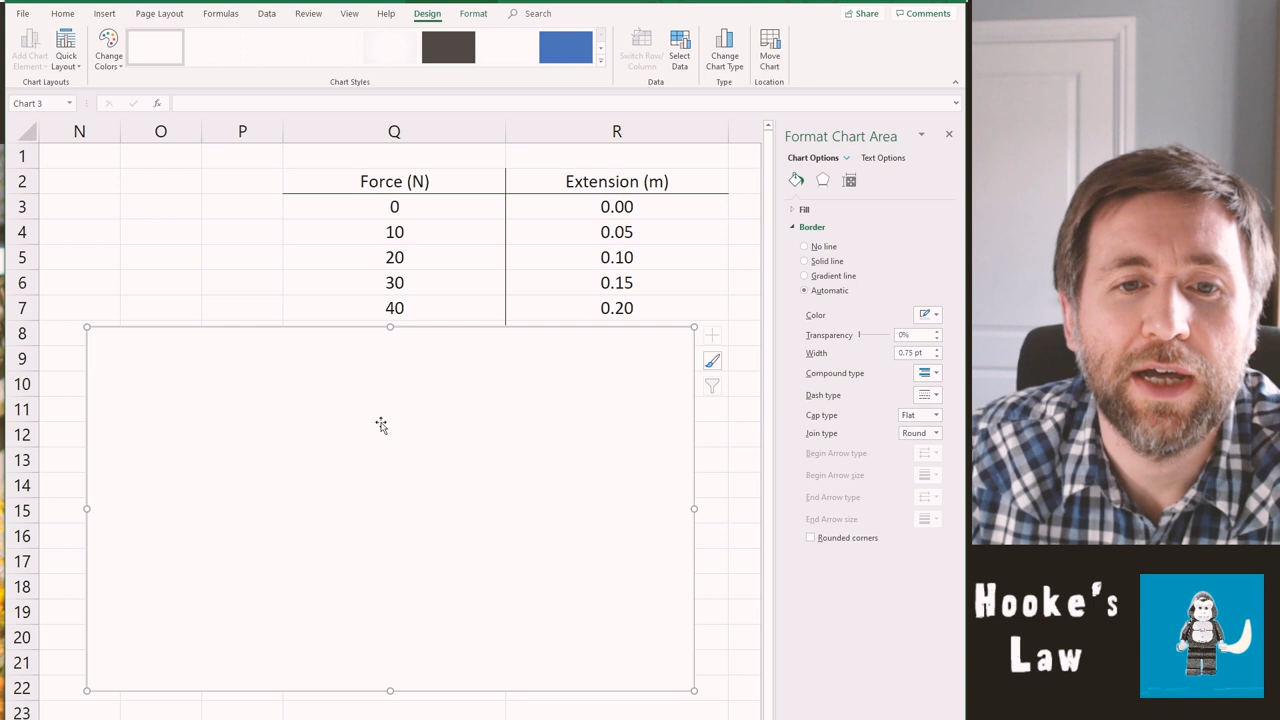 File Home Insert Page Layout Formulas Data Review View Help Design Format Search Share Comments
Add Chart Element
Quick Layout
Change Colors
Switch Row/ Column
Select Data
Change Chart Type
Move Chart
Chart Layouts Chart Styles Data Type Location
Chart 3 fx
N O P Q R
1
2 Force (N) Extension (m)
3 0 0.00
4 10 0.05
5 20 0.10
6 30 0.15
7 40 0.20
8
9
10
11
12
13
14
15
16
17
18
19
20
21
22
23
Format Chart Area
Chart Options Text Options
Fill
Border
No line
Solid line
Gradient line
Automatic
Color
Transparency 0%
Width 0.75 pt
Compound type
Dash type
Cap type Flat
Join type Round
Begin Arrow type
Begin Arrow size
End Arrow type
End Arrow size
Rounded corners
Hooke's
Law